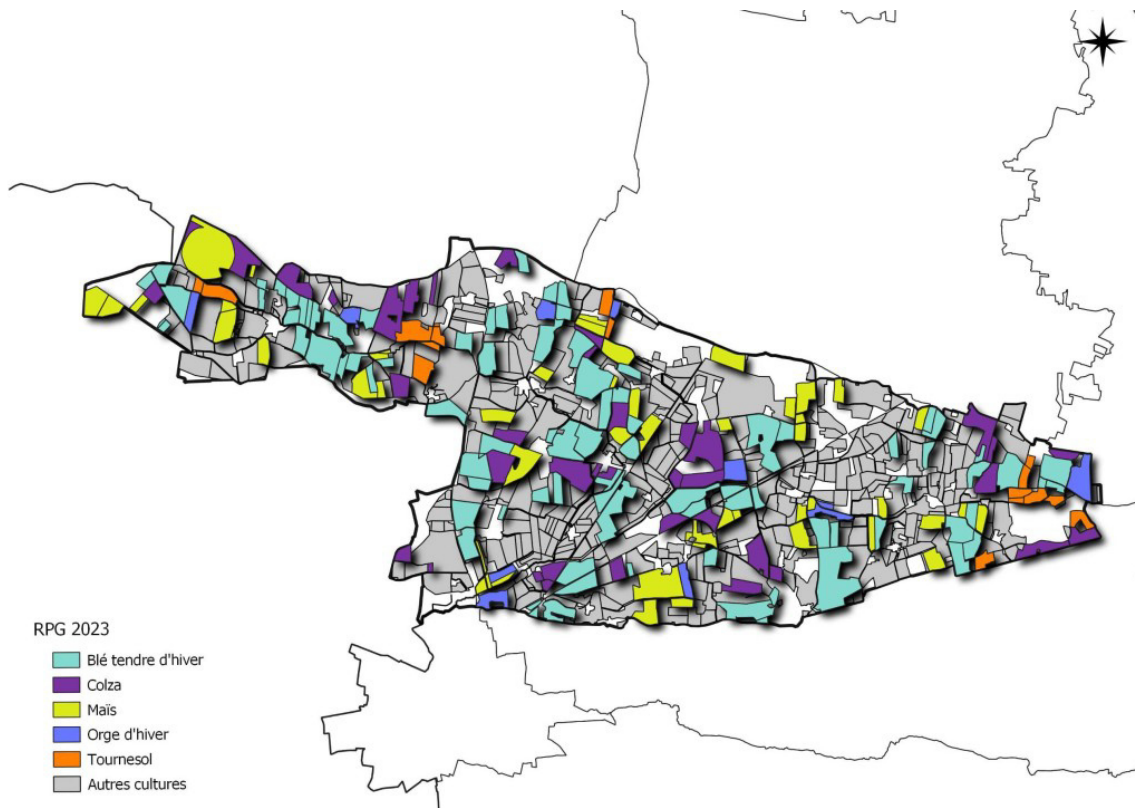 RPG 2023
Blé tendre d'hiver
Colza
Maïs
Orge d'hiver
Tournesol
Autres cultures